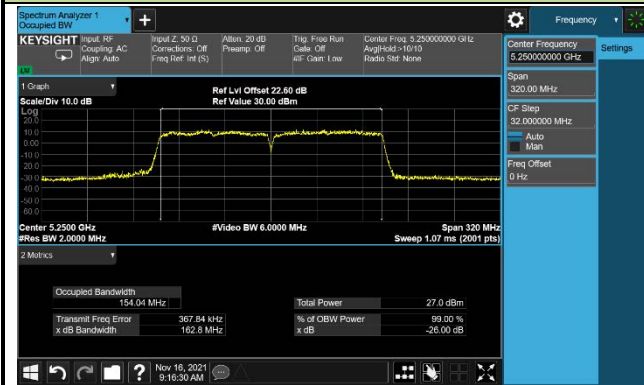 Spectrum Analyzer 1
Occupied BW
Frequency
KEYSIGHT
Input: RF
Coupling: AC
Align: Auto
Input Z: 50 Ω
Corrections: Off
Freq Ref: Int (S)
Atten: 20 dB
Preamp: Off
Trig: Free Run
Gate: Off
#IF Gain: Low
Center Freq: 5.250000000 GHz
Avg|Hold:>10/10
Radio Std: None
Center Frequency
5.250000000 GHz
Settings
Span
320.00 MHz
CF Step
32.000000 MHz
Auto
Man
Freq Offset
0 Hz
1 Graph
Ref Lvl Offset 22.60 dB
Scale/Div 10.0 dB
Ref Value 30.00 dBm
Log
20.0
10.0
0.00
-10.0
-20.0
-30.0
-40.0
-50.0
-60.0
Center 5.2500 GHz
#Video BW 6.0000 MHz
Span 320 MHz
#Res BW 2.0000 MHz
Sweep 1.07 ms (2001 pts)
2 Metrics
Occupied Bandwidth
154.04 MHz
Total Power
27.0 dBm
Transmit Freq Error
367.84 kHz
% of OBW Power
99.00 %
x dB Bandwidth
162.8 MHz
x dB
-26.00 dB
Nov 16, 2021
9:16:30 AM